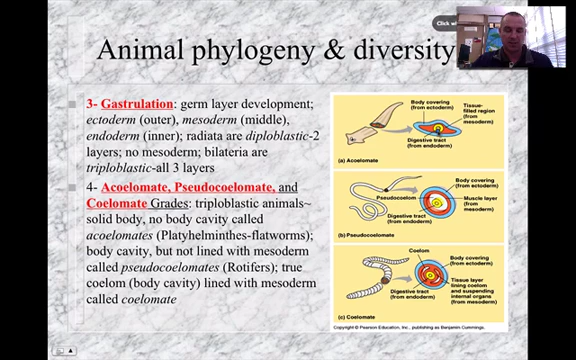 Click wi
Animal phylogeny & diversity
3- Gastrulation: germ layer development;
ectoderm (outer), mesoderm (middle),
endoderm (inner); radiata are diploblastic-2
layers; no mesoderm; bilateria are
triploblastic-all 3 layers
4- Acoelomate, Pseudocoelomate, and
Coelomate Grades: triploblastic animals~
solid body, no body cavity called
acoelomates (Platyhelminthes-flatworms);
body cavity, but not lined with mesoderm
called pseudocoelomates (Rotifers); true
coelom (body cavity) lined with mesoderm
called coelomate
Body covering
(from ectoderm)
Tissue-
filled region
(from
mesoderm)
Digestive tract
(from endoderm)
(a) Acoelomate
Body covering
(from ectoderm)
Pseudocoelom
Muscle layer
(from
mesoderm)
Digestive tract
(from endoderm)
(b) Pseudocoelomate
Coelom
Body covering
(from ectoderm)
Tissue layer
lining coelom
and suspending
internal organs
(from mesoderm)
Digestive tract
(from endoderm)
(c) Coelomate
Copyright © Pearson Education, Inc., publishing as Benjamin Cummings.